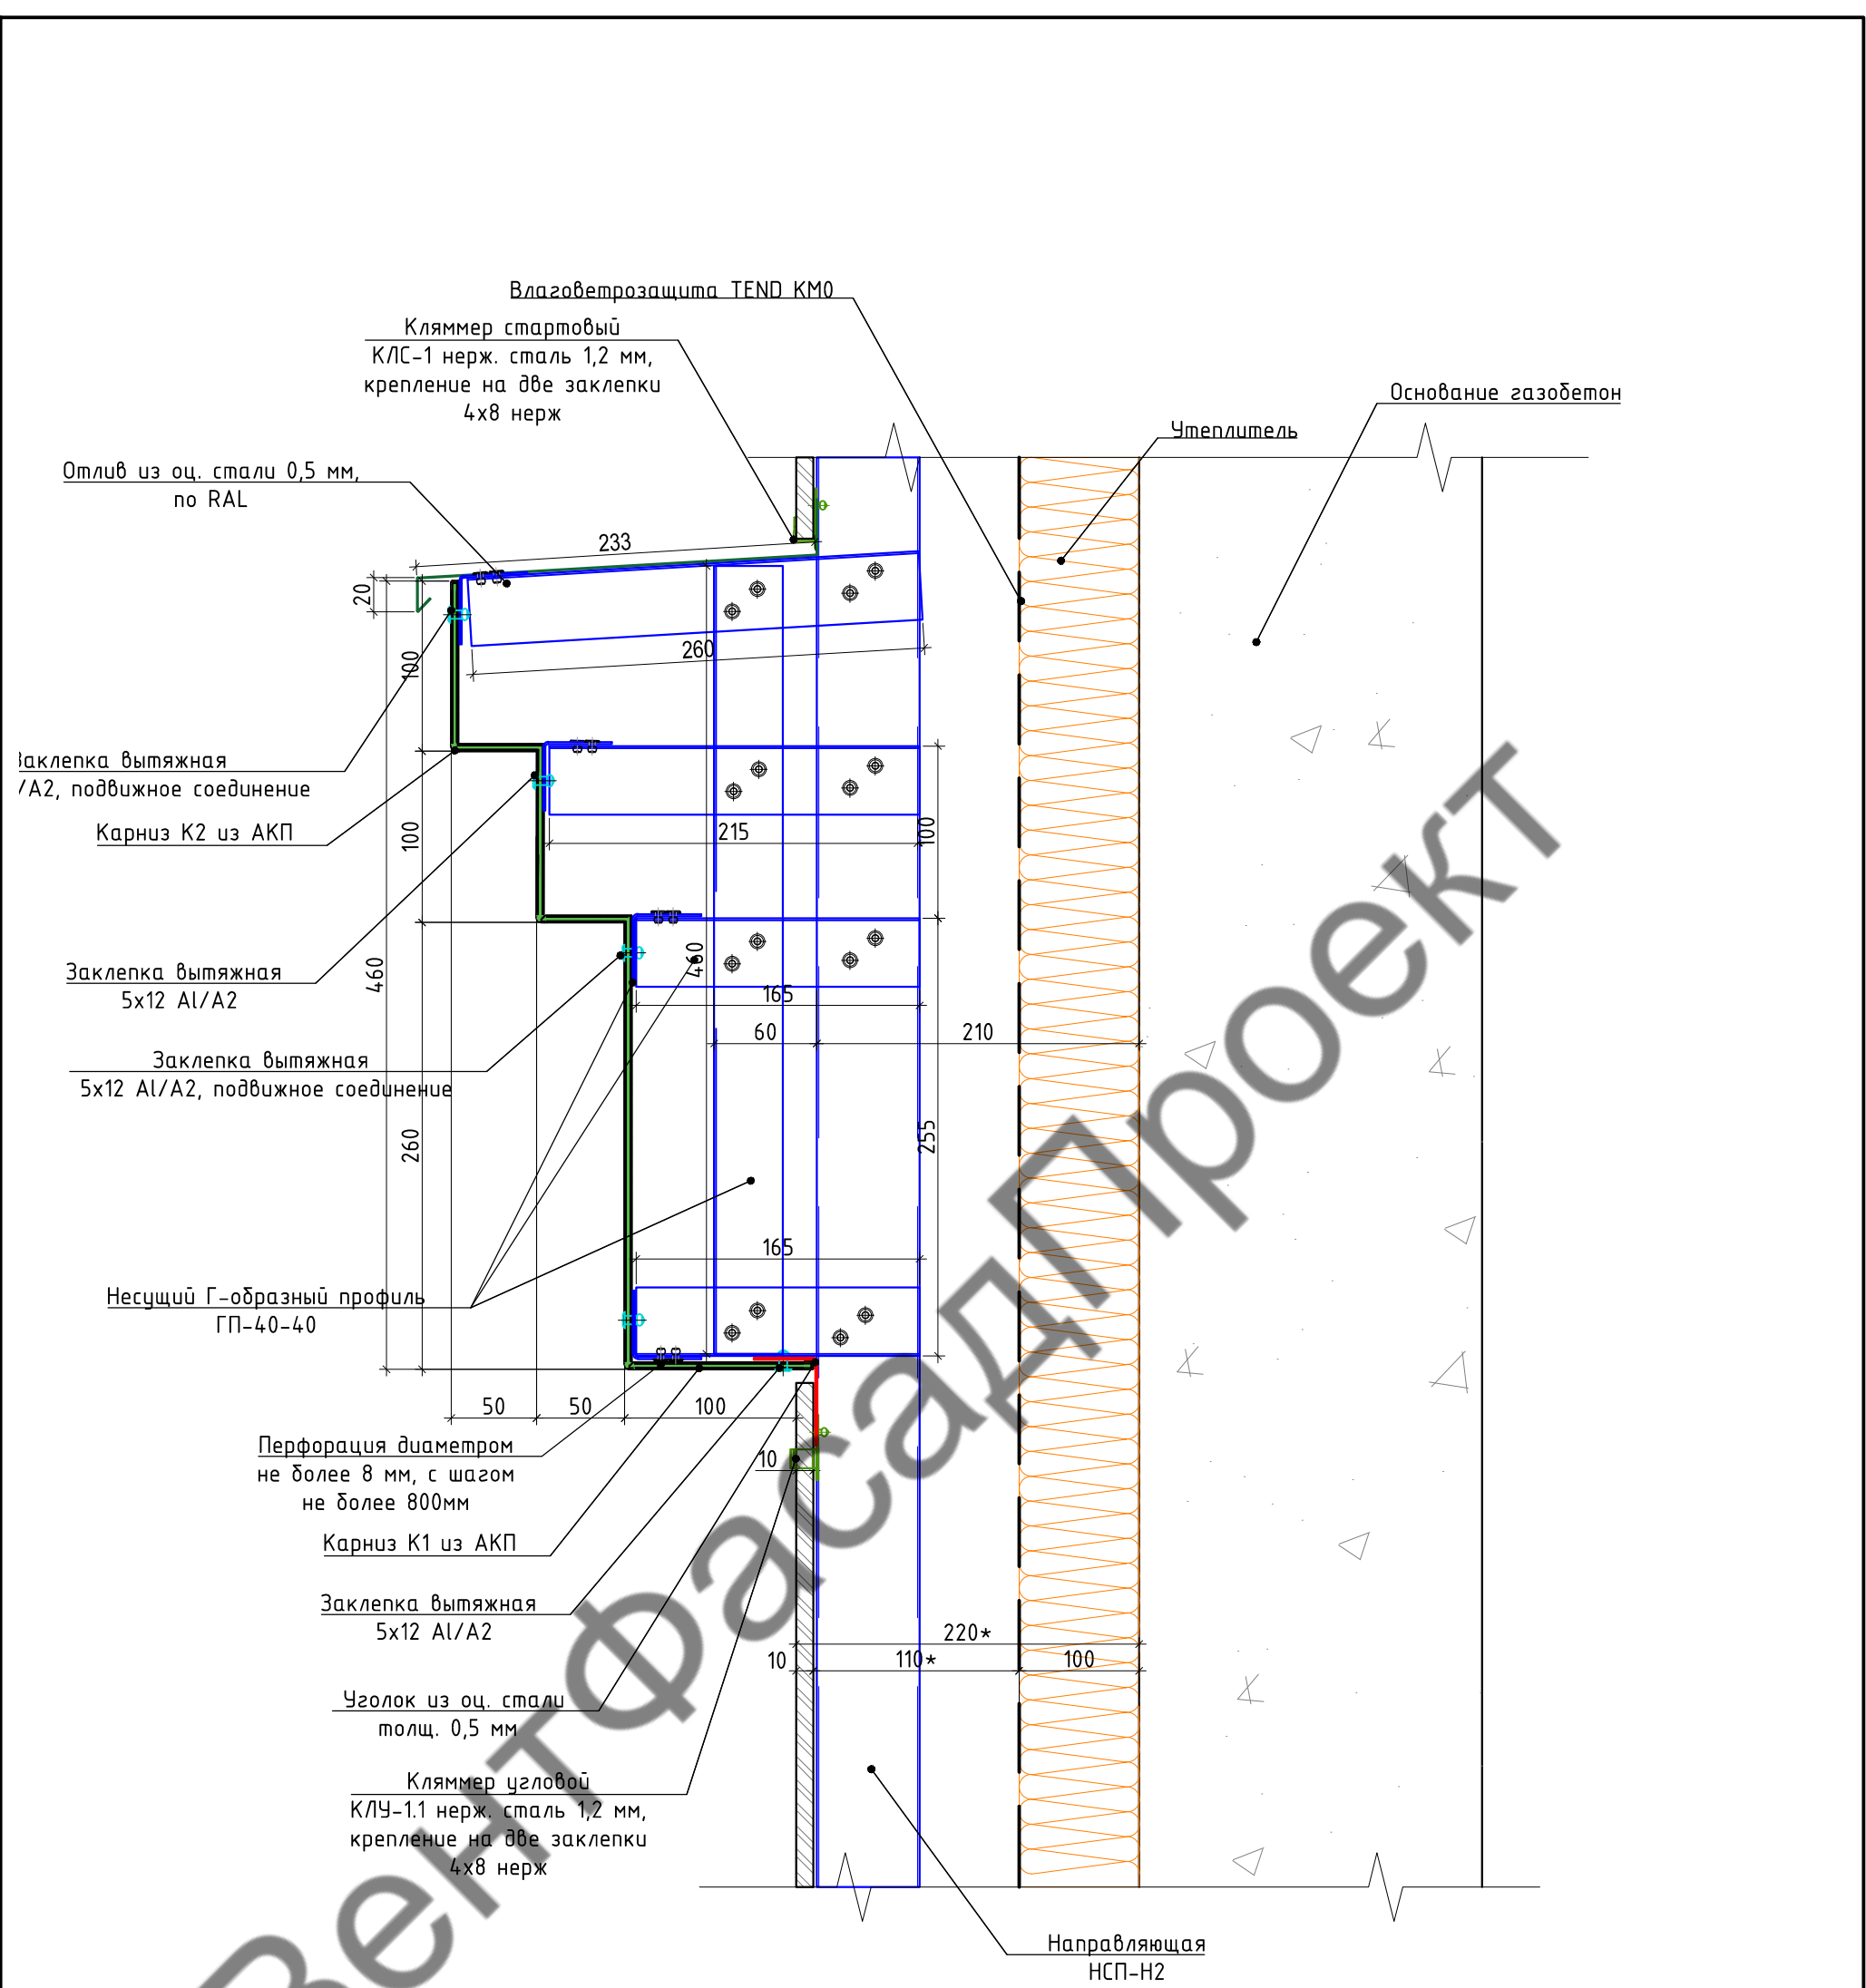 Влаговетрозащита TEND KM0
Кляммер стартовый
КЛС-1 нерж. сталь 1,2 мм,
крепление на две заклепки
4х8 нерж
Основание газобетон
Утеплитель
Отлив из оц. стали 0,5 мм,
по RAL
233
20
260
100
вытяжная
/А2, подвижное соединение
Карниз К2 из АКП
100
215
100
460
460
Заклепка вытяжная
5х12 Al/А2
165
60
210
Заклепка вытяжная
5х12 Al/А2, подвижное соединение
260
255
165
Несущий Г-образный профиль
ГП-40-40
50
50
100
Перфорация диаметром
не более 8 мм, с шагом
не более 800мм
10
Карниз К1 из АКП
Заклепка вытяжная
5х12 Al/А2
220*
10
110*
100
Уголок из оц. стали
толщ. 0,5 мм
Кляммер угловой
КЛУ-1.1 нерж. сталь 1,2 мм,
крепление на две заклепки
4х8 нерж
Направляющая
НСП-Н2
ВентФасадПроект